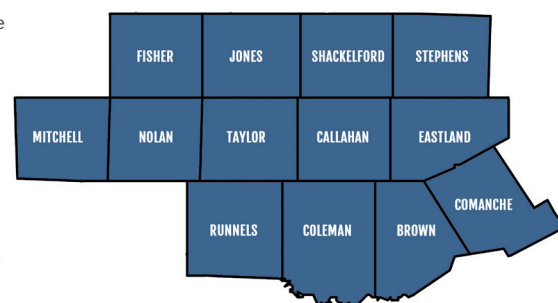 e
FISHER JONES SHACKELFORD STEPHENS
MITCHELL NOLAN TAYLOR CALLAHAN EASTLAND
COMANCHE
RUNNELS COLEMAN BROWN